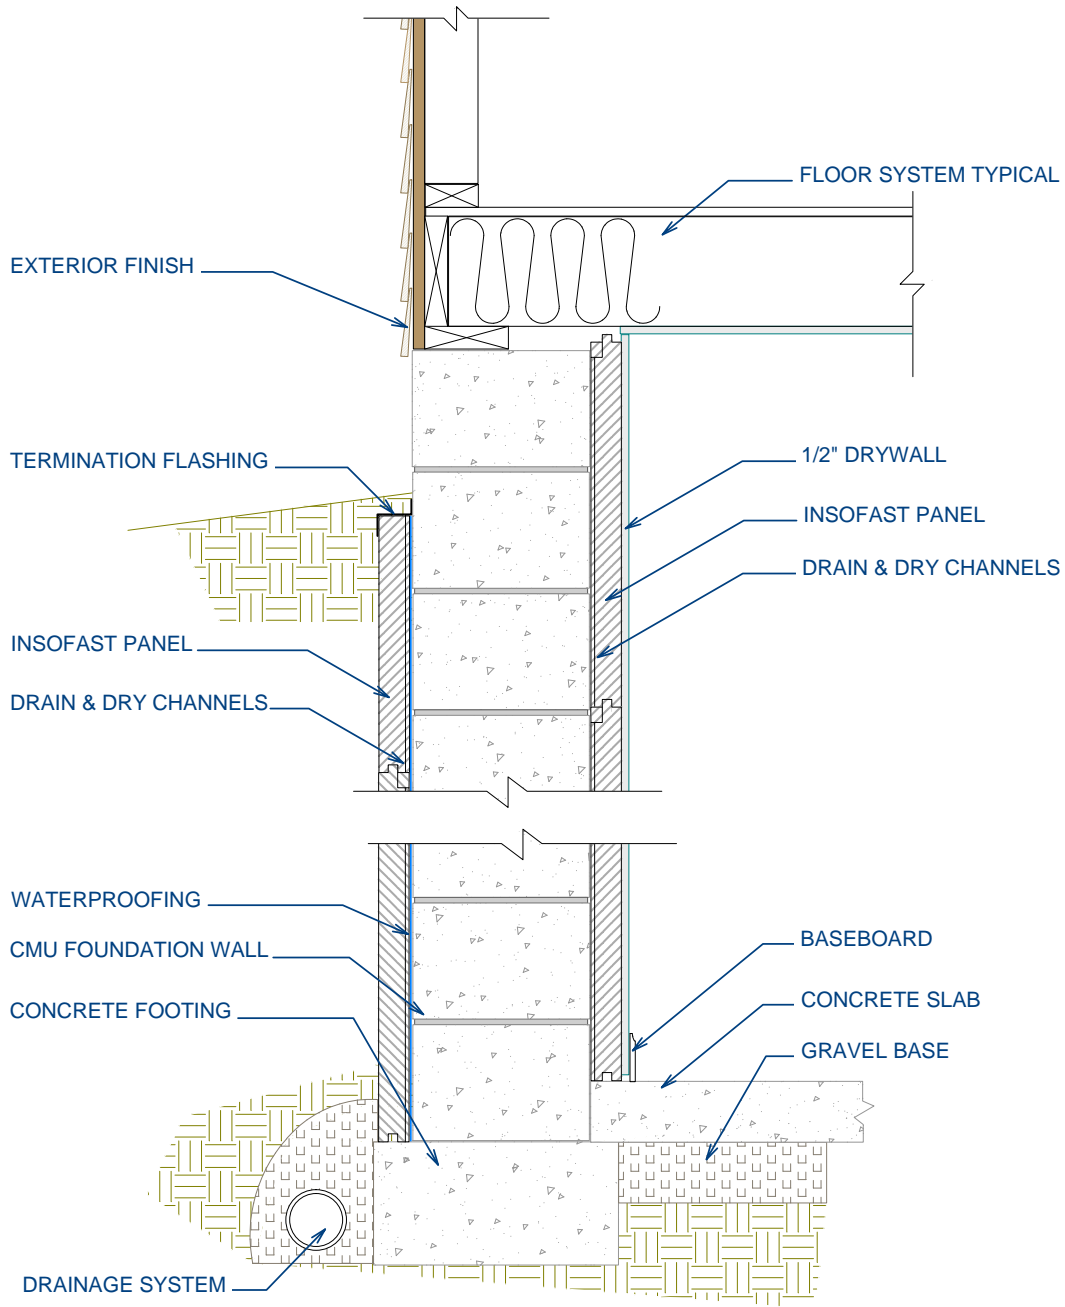 FLOOR SYSTEM TYPICAL
EXTERIOR FINISH
TERMINATION FLASHING
1/2" DRYWALL
INSOFAST PANEL
DRAIN & DRY CHANNELS
INSOFAST PANEL
DRAIN & DRY CHANNELS
WATERPROOFING
CMU FOUNDATION WALL
CONCRETE FOOTING
BASEBOARD
CONCRETE SLAB
GRAVEL BASE
DRAINAGE SYSTEM